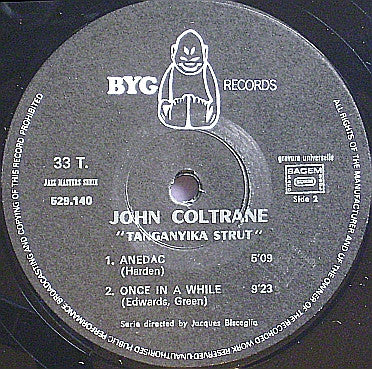 BYG RECORDS
33 T.
JAZZ MASTERS SERIE
529.140
gravure universelle
SACEM
Side 2
JOHN COLTRANE
"TANGANYIKA STRUT"
1. ANEDAC 5'09
(Harden)
2. ONCE IN A WHILE 9'23
(Edwards, Green)
Serie directed by Jacques Bisceglia
ALL RIGHTS OF THE MANUFACTURER AND OF THE OWNER OF THE RECORDED WORK RESERVED-UNAUTHORISED PUBLIC PERFORMANCE BROADCASTING AND COPYING OF THIS RECORD PROHIBITED